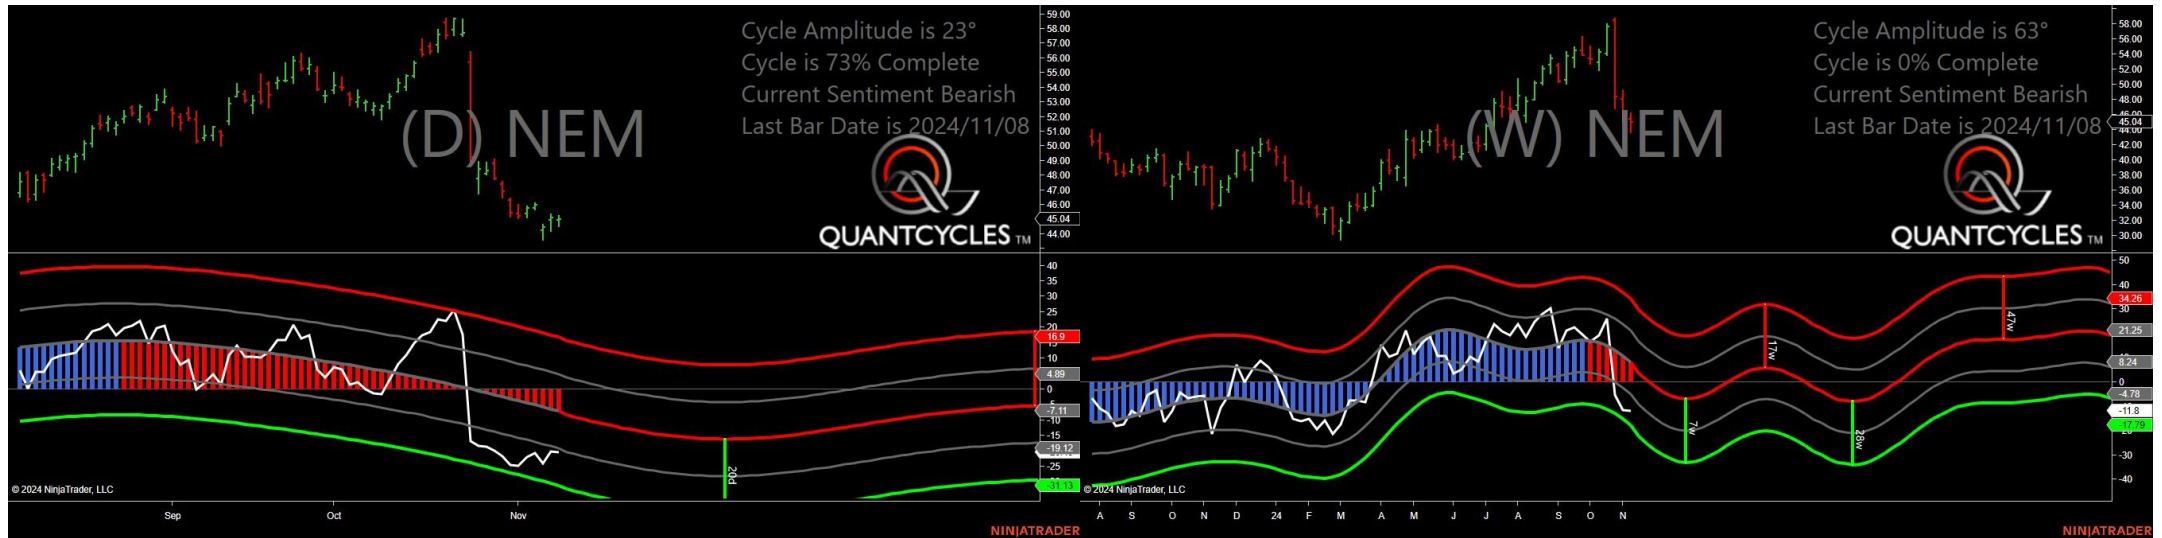 Cycle Amplitude is 23°
Cycle is 73% Complete
Current Sentiment Bearish
Last Bar Date is 2024/11/08
(D) NEM
QUANTCYCLES TM
59.00
58.00
57.00
56.00
55.00
54.00
53.00
52.00
51.00
50.00
49.00
48.00
47.00
46.00
45.04
44.00
40
35
30
25
20
16.9
10
4.89
0
-7.11
-10
-15
-19.12
-25
-31.13
20d
© 2024 NinjaTrader, LLC
Sep Oct Nov
NINJATRADER
Cycle Amplitude is 63°
Cycle is 0% Complete
Current Sentiment Bearish
Last Bar Date is 2024/11/08
(W) NEM
QUANTCYCLES TM
58.00
56.00
54.00
52.00
50.00
48.00
46.00
45.04
44.00
42.00
40.00
38.00
36.00
34.00
32.00
30.00
50
40
34.26
30
21.25
8.24
0
-4.78
-11.8
-17.79
-30
-40
7w
17w
28w
47w
© 2024 NinjaTrader, LLC
A S O N D 24 F M A M J J A S O N
NINJATRADER